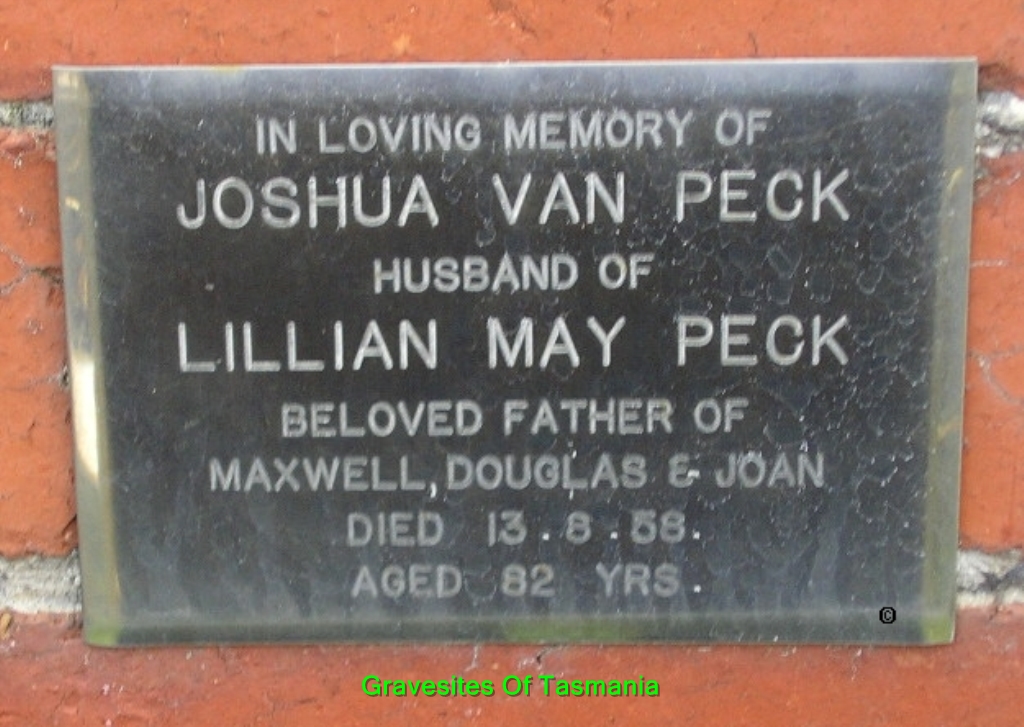 IN LOVING MEMORY OF
JOSHUA VAN PECK
HUSBAND OF
LILLIAN MAY PECK
BELOVED FATHER OF
MAXWELL, DOUGLAS & JOAN
DIED 13 . 8 . 58.
AGED 82 YRS.
©
Gravesites Of Tasmania